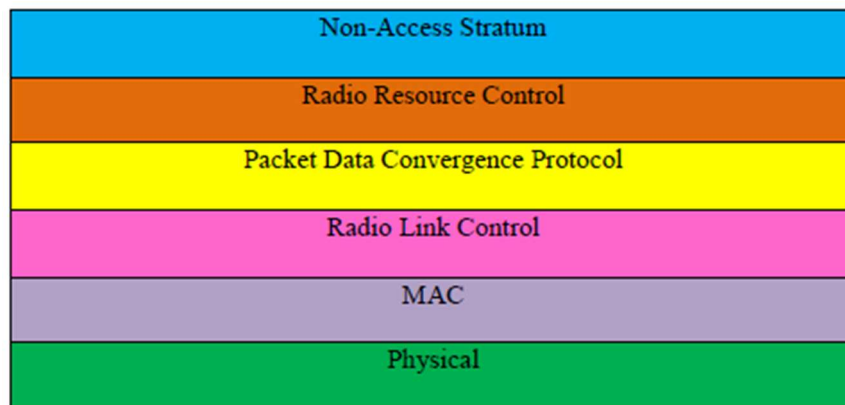 Non-Access Stratum
Radio Resource Control
Packet Data Convergence Protocol
Radio Link Control
MAC
Physical